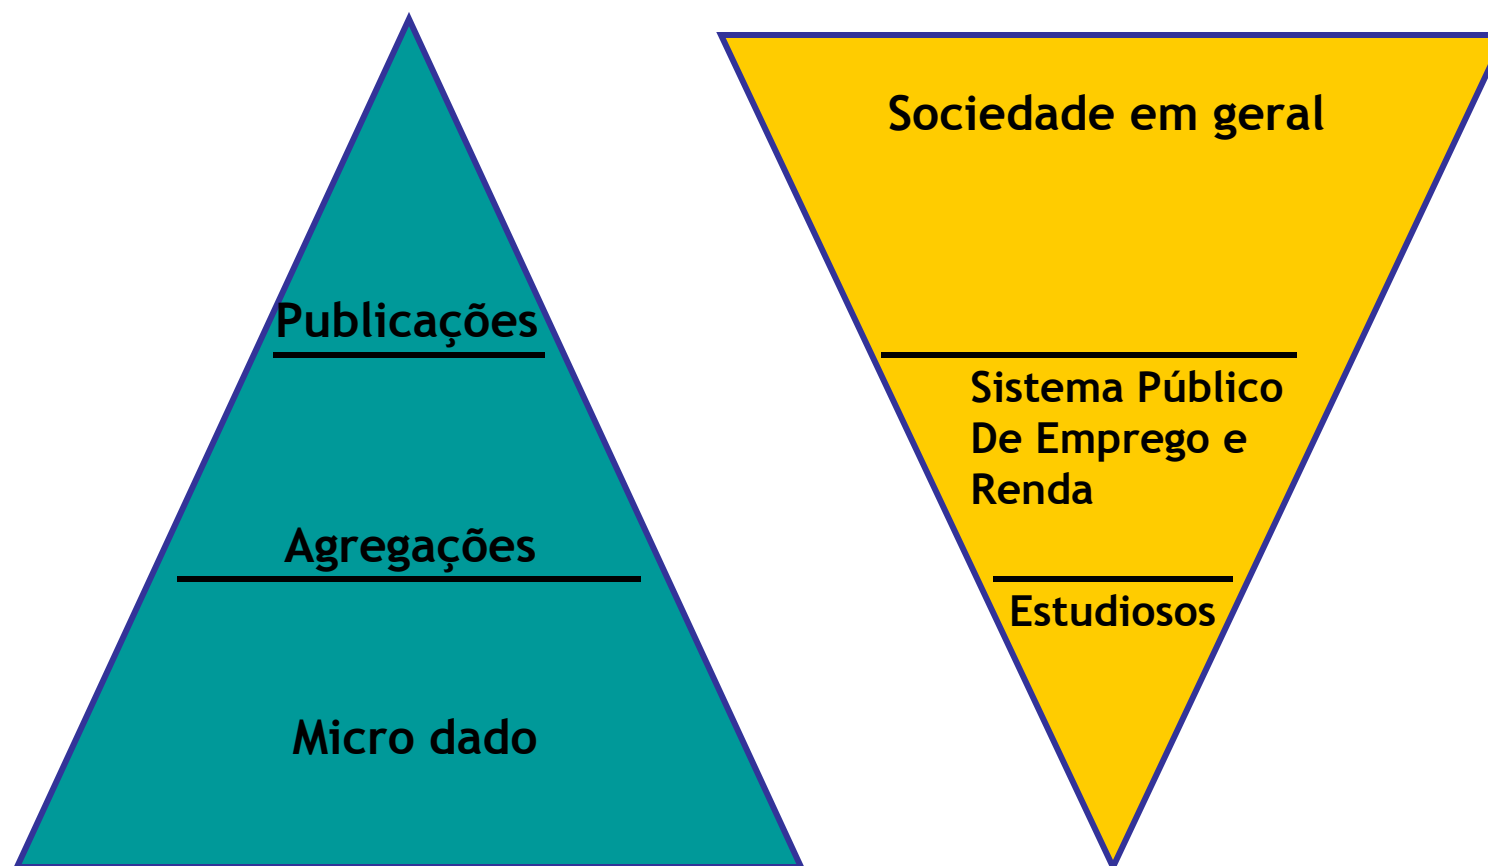 Publicações
Agregações
Micro dado
Sociedade em geral
Sistema Público
De Emprego e
Renda
Estudiosos